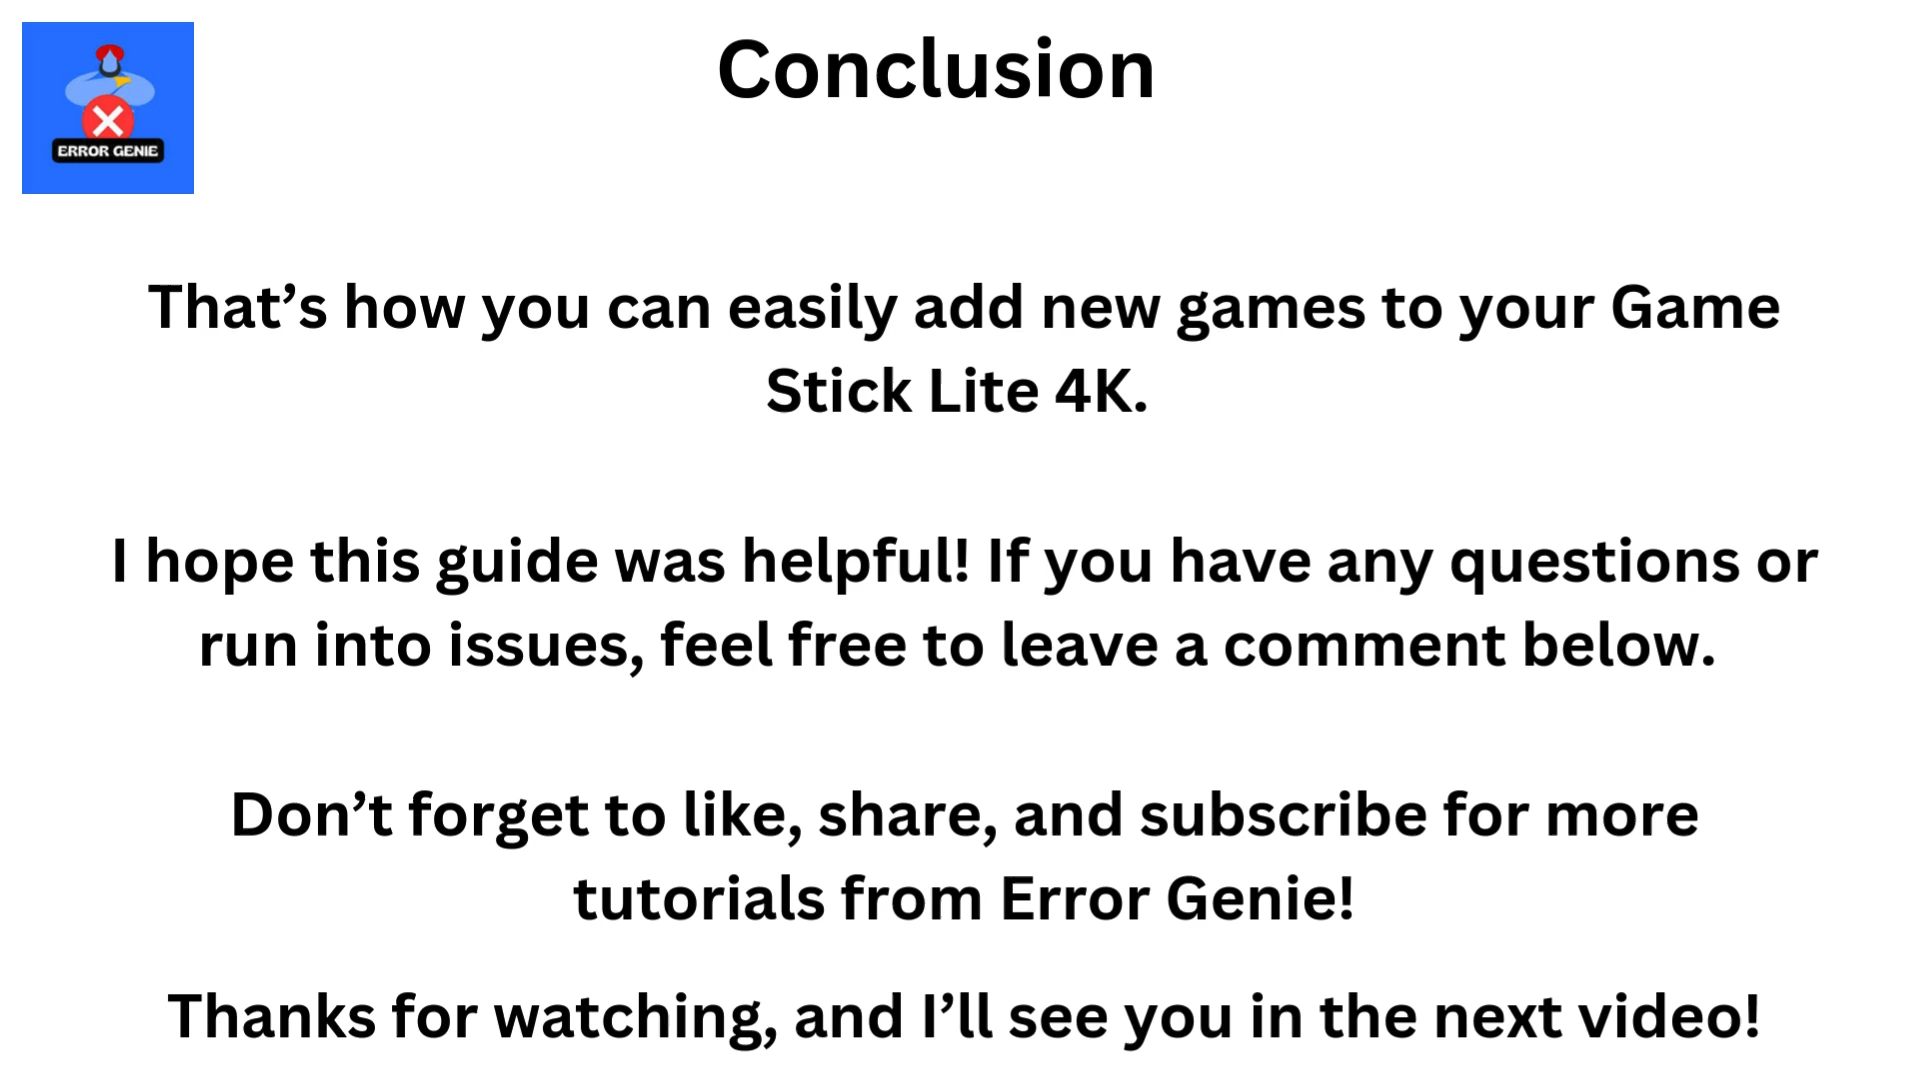 ERROR GENIE
Conclusion
That’s how you can easily add new games to your Game
Stick Lite 4K.
I hope this guide was helpful! If you have any questions or
run into issues, feel free to leave a comment below.
Don’t forget to like, share, and subscribe for more
tutorials from Error Genie!
Thanks for watching, and I’ll see you in the next video!